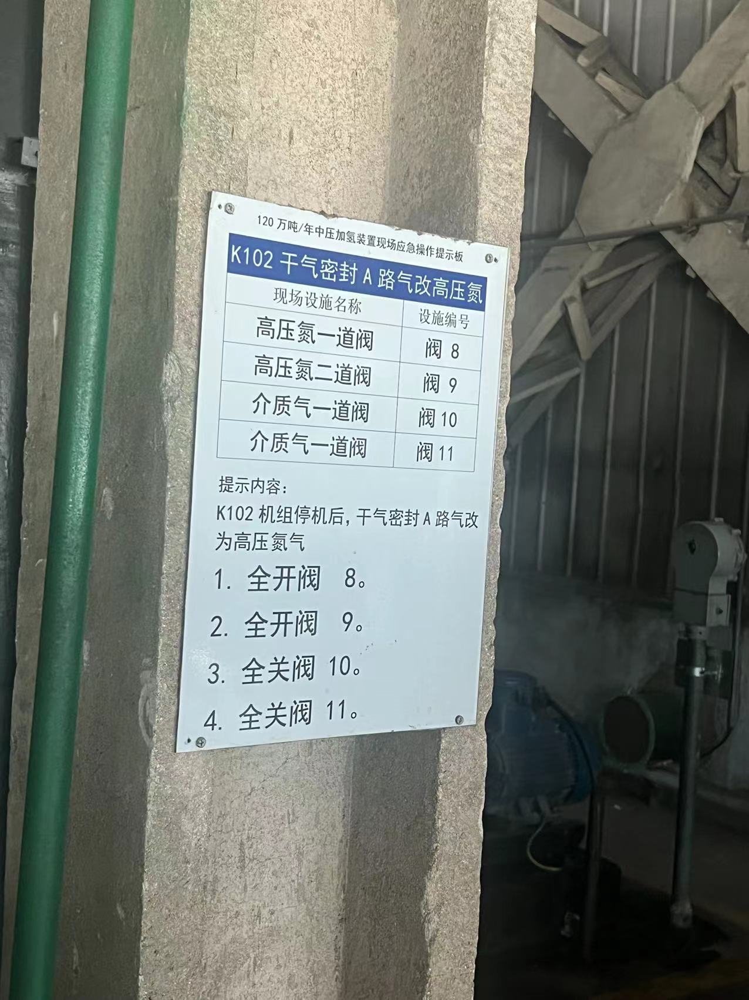 120 万吨/年中压加氢装置现场应急操作提示板
K102 干气密封 A 路气改高压氮
现场设施名称 设施编号
高压氮一道阀 阀 8
高压氮二道阀 阀 9
介质气一道阀 阀 10
介质气一道阀 阀 11
提示内容：
K102 机组停机后，干气密封 A 路气改
为高压氮气
1. 全开阀 8。
2. 全开阀 9。
3. 全关阀 10。
4. 全关阀 11。